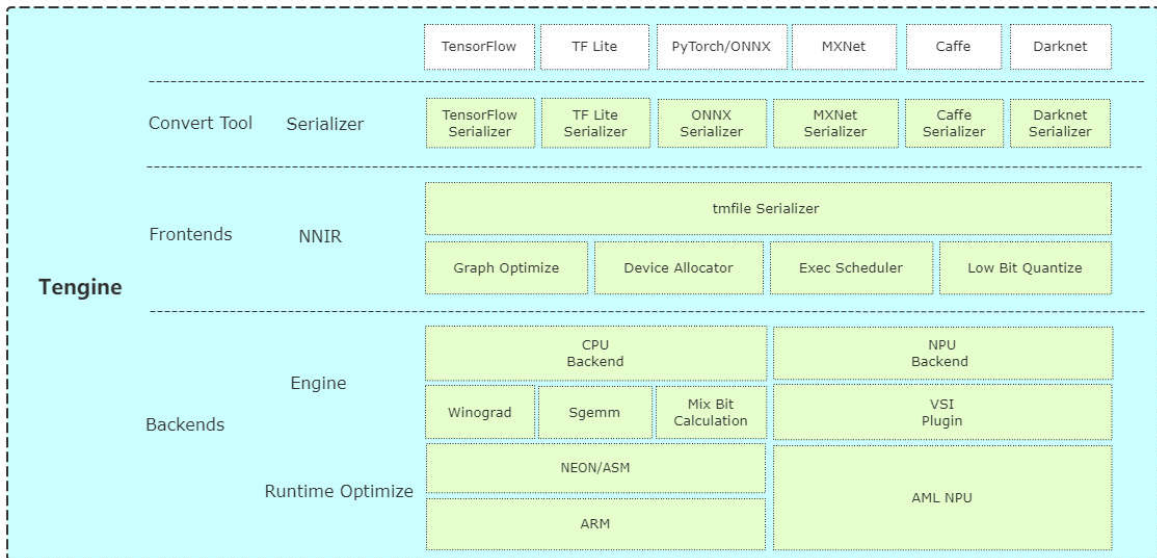 TensorFlow
TF Lite
PyTorch/ONNX
MXNet
Caffe
Darknet
Convert Tool
Serializer
TensorFlow
Serializer
TF Lite
Serializer
ONNX
Serializer
MXNet
Serializer
Caffe
Serializer
Darknet
Serializer
Frontends
NNIR
tmfile Serializer
Graph Optimize
Device Allocator
Exec Scheduler
Low Bit Quantize
Tengine
Backends
Engine
CPU
Backend
NPU
Backend
Winograd
Sgemm
Mix Bit
Calculation
VSI
Plugin
Runtime Optimize
NEON/ASM
ARM
AML NPU